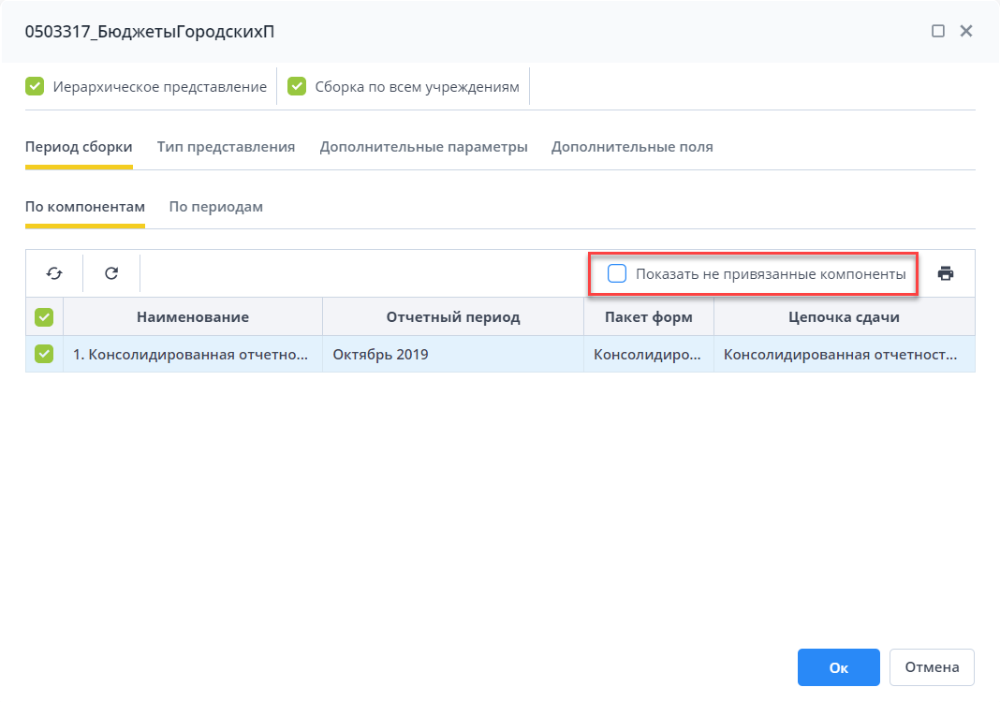 0503317_БюджетыГородскихП
Иерархическое представление Сборка по всем учреждениям
Период сборки Тип представления Дополнительные параметры Дополнительные поля
По компонентам По периодам
Показать не привязанные компоненты
Наименование Отчетный период Пакет форм Цепочка сдачи
1. Консолидированная отчетно... Октябрь 2019 Консолидиро... Консолидированная отчетност...
Ок Отмена